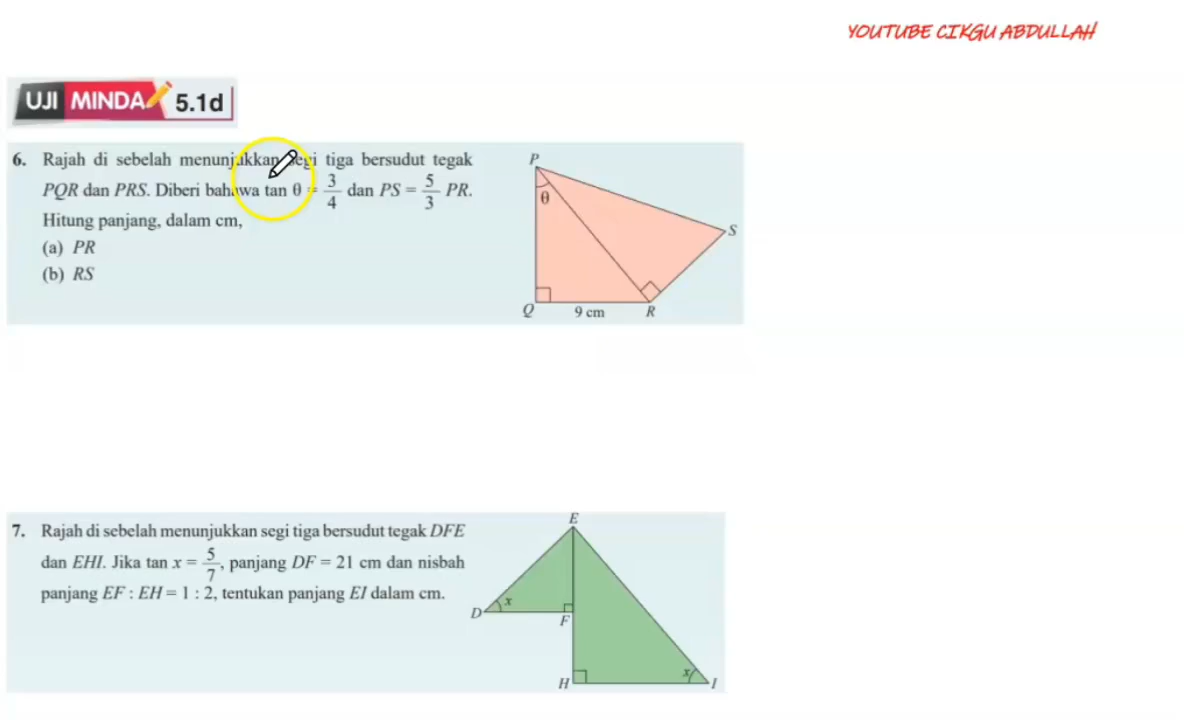 YOUTUBE CIKGU ABDULLAH
UJI MINDA 5.1d
6. Rajah di sebelah menunjukkan segi tiga bersudut tegak
PQR dan PRS. Diberi bahawa tan θ = 3/4 dan PS = 5/3 PR.
Hitung panjang, dalam cm,
(a) PR
(b) RS
P
θ
S
Q
9 cm
R
7. Rajah di sebelah menunjukkan segi tiga bersudut tegak DFE
dan EHI. Jika tan x = 5/7, panjang DF = 21 cm dan nisbah
panjang EF : EH = 1 : 2, tentukan panjang EI dalam cm.
E
x
D
F
x
H
I